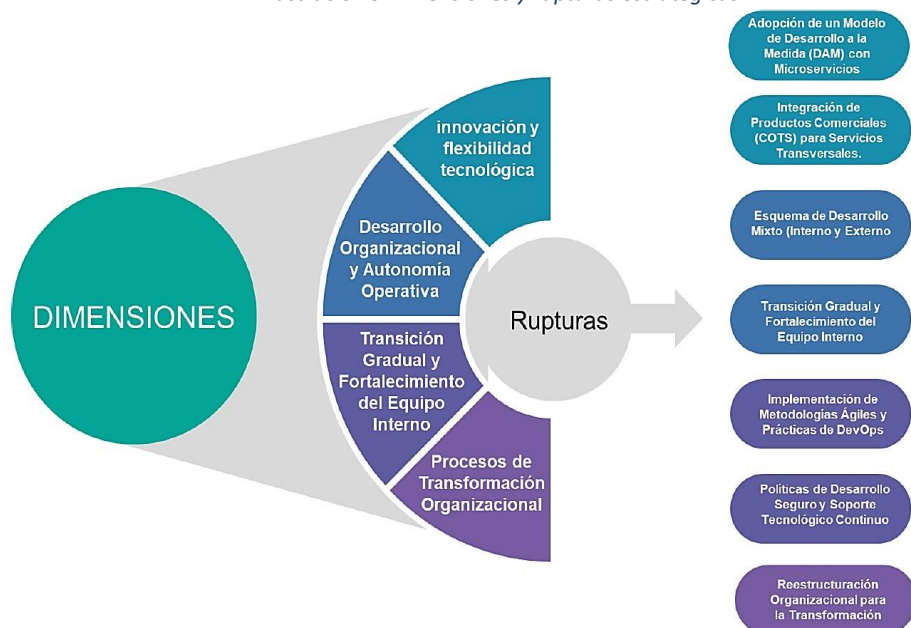 DIMENSIONES
innovación y
flexibilidad
tecnológica
Desarrollo
Organizacional
y Autonomía
Operativa
Transición
Gradual y
Fortalecimiento
del Equipo
Interno
Procesos de
Transformación
Organizacional
Rupturas
Adopción de un Modelo
de Desarrollo a la
Medida (DAM) con
Microservicios
Integración de
Productos Comerciales
(COTS) para Servicios
Transversales.
Esquema de Desarrollo
Mixto (Interno y Externo
Transición Gradual y
Fortalecimiento del
Equipo Interno
Implementación de
Metodologías Ágiles y
Prácticas de DevOps
Políticas de Desarrollo
Seguro y Soporte
Tecnológico Continuo
Reestructuración
Organizacional para
la Transformación